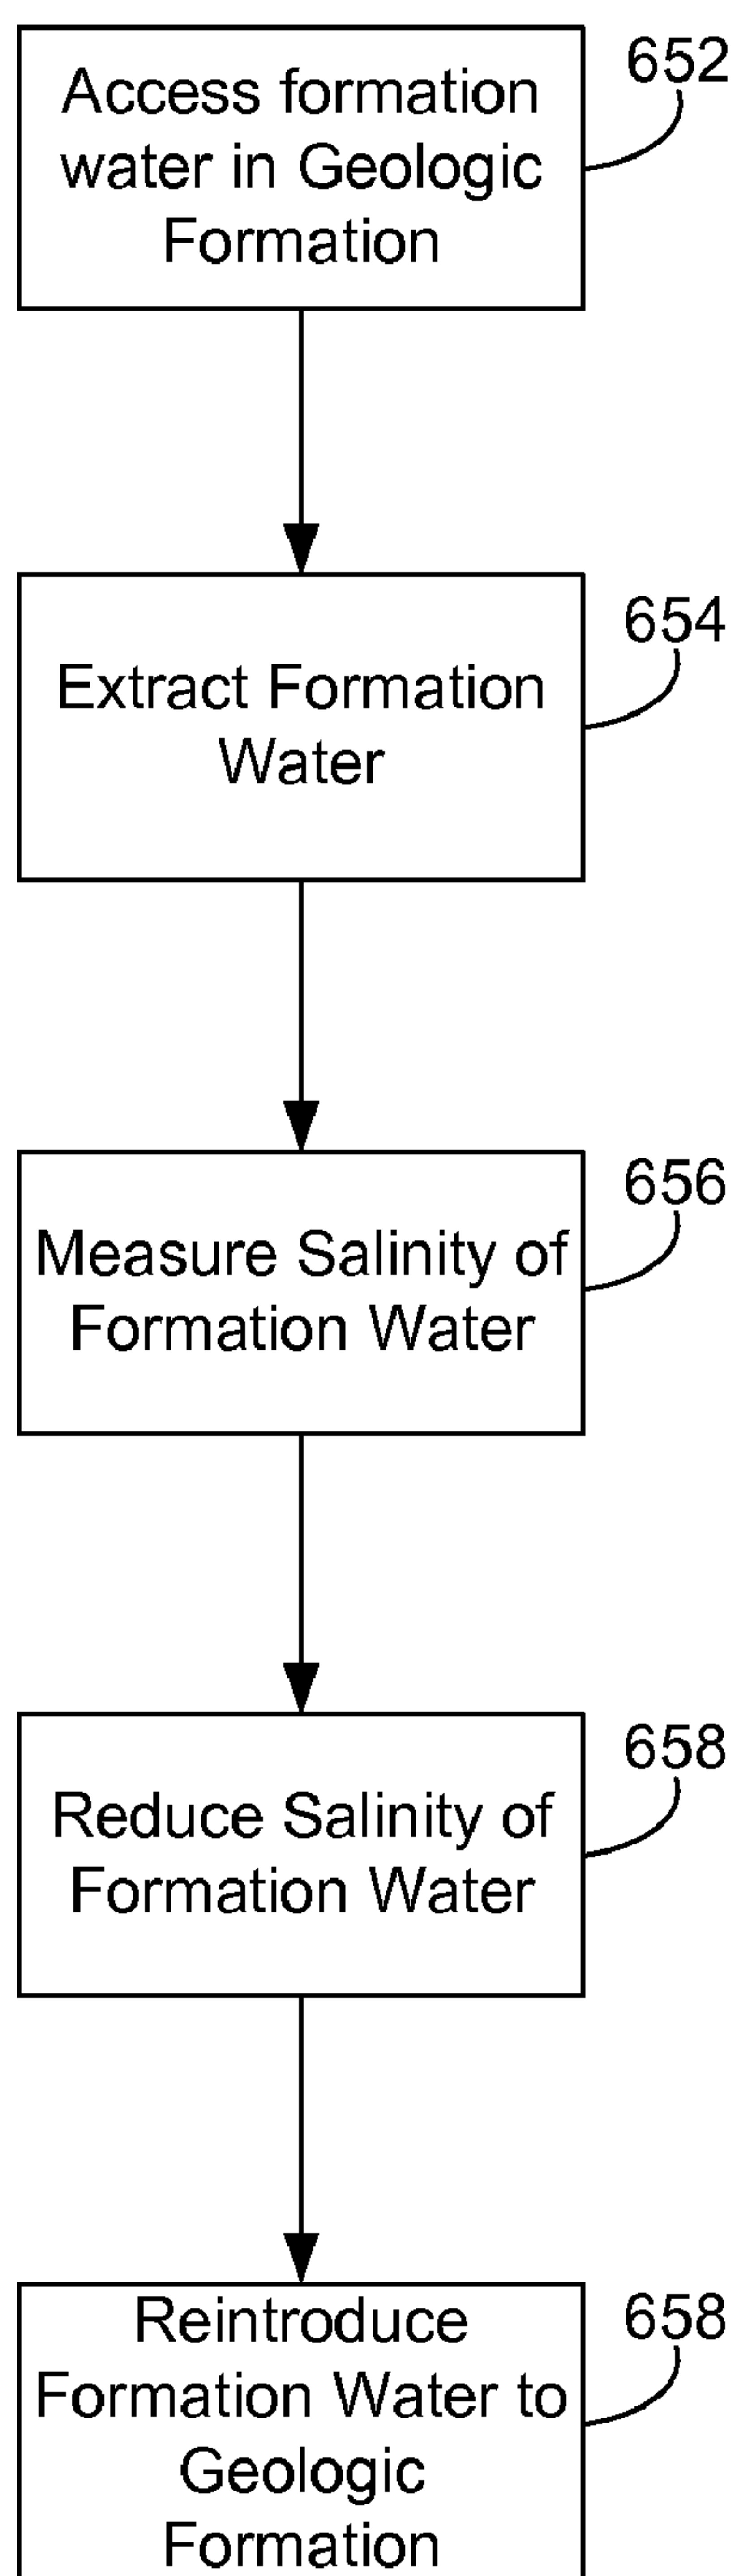 Access formation
water in Geologic
Formation
652
Extract Formation
Water
654
Measure Salinity of
Formation Water
656
Reduce Salinity of
Formation Water
658
Reintroduce
Formation Water to
Geologic
Formation
658